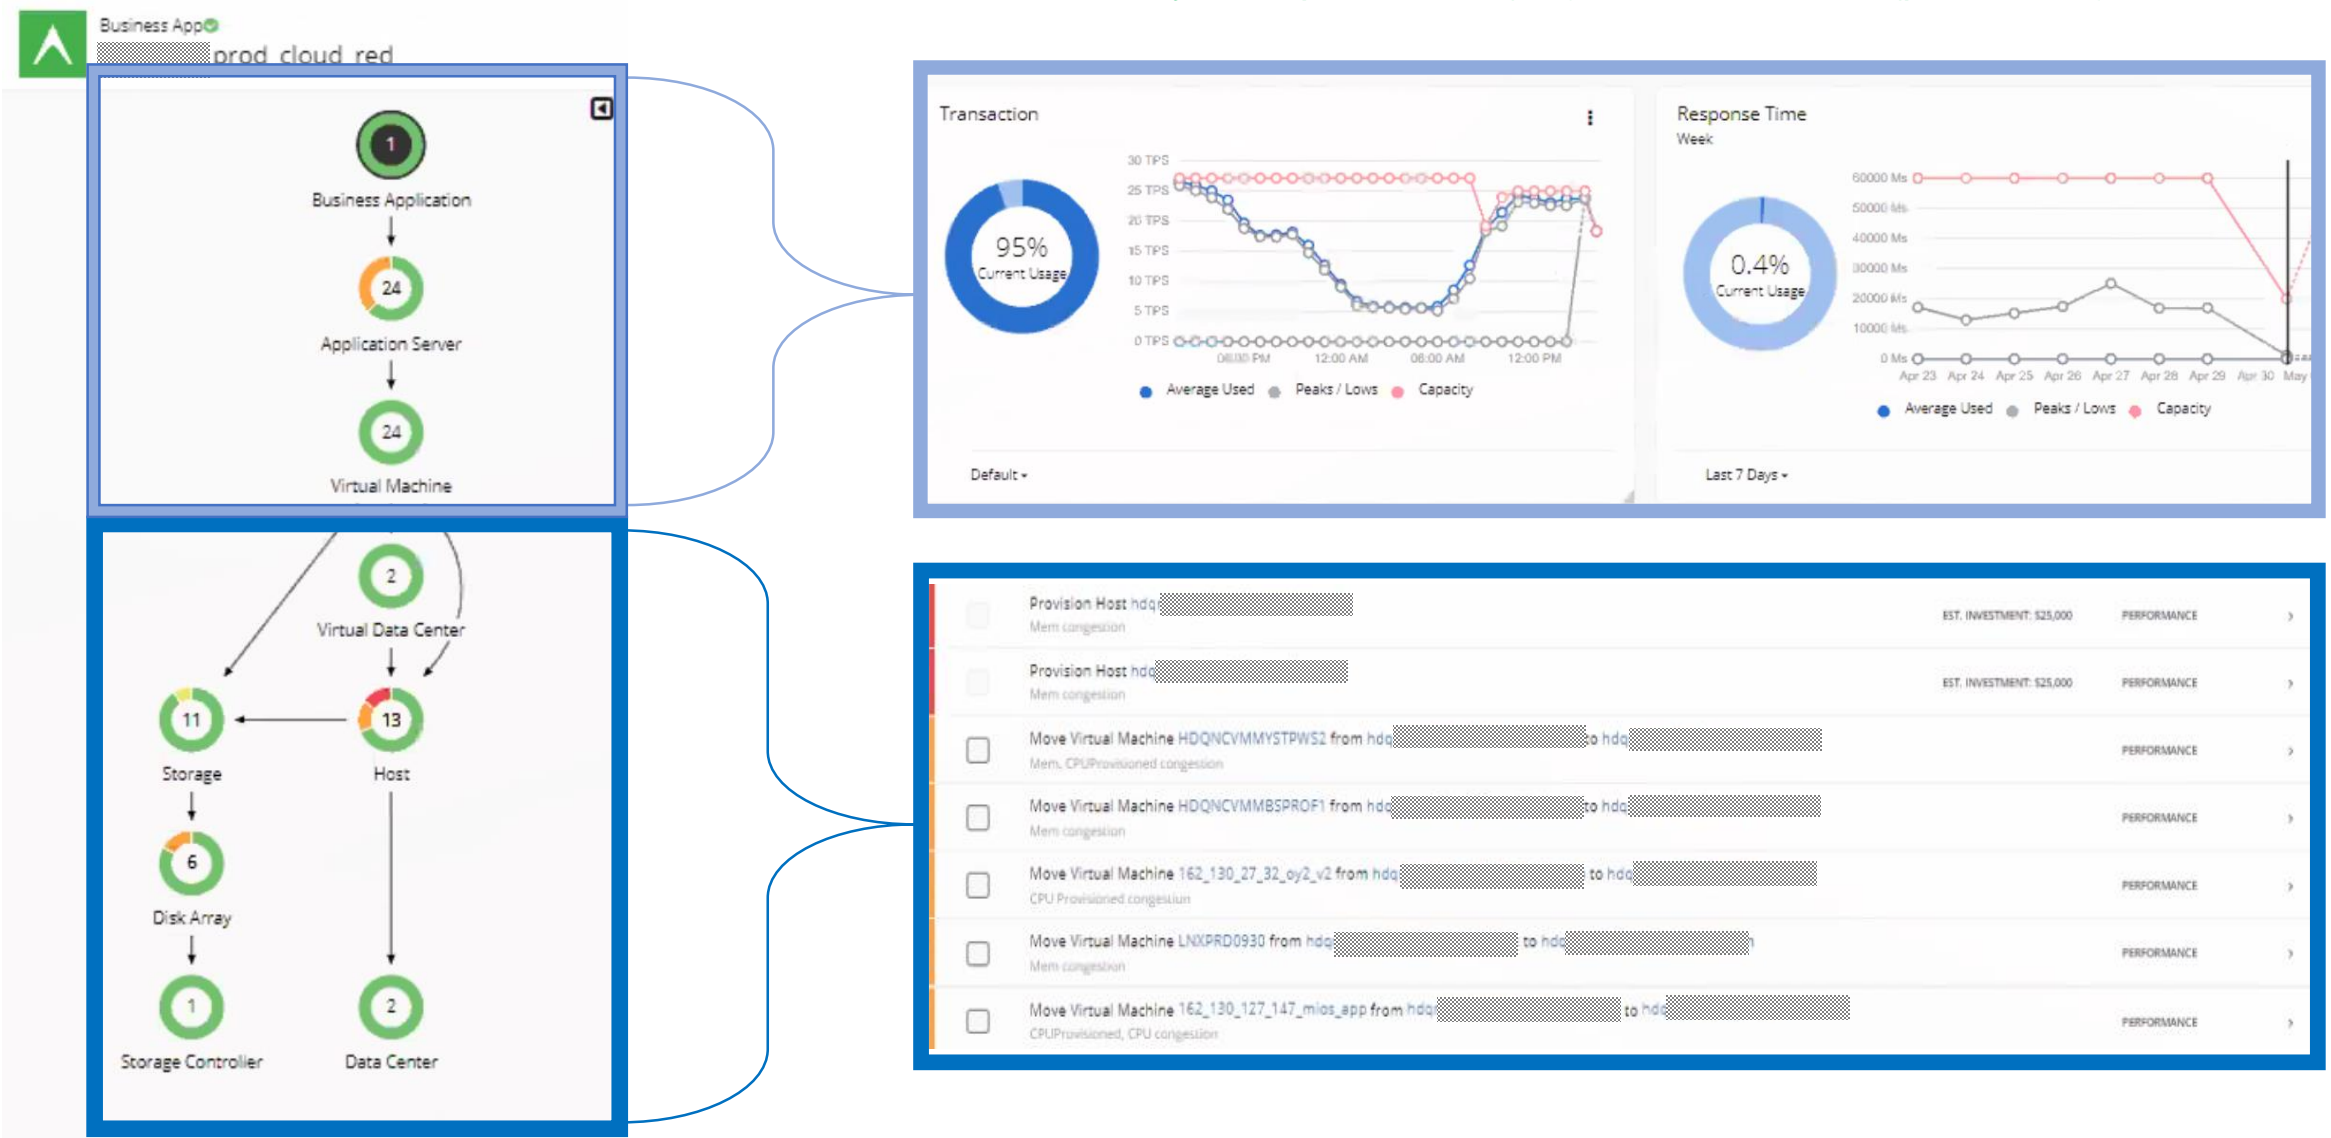 Business App
prod_cloud_red
1
Business Application
24
Application Server
24
Virtual Machine
2
Virtual Data Center
11
13
Storage
Host
6
Disk Array
1
2
Storage Controller
Data Center
Transaction
95%
Current Usage
30 TPS
25 TPS
20 TPS
15 TPS
10 TPS
5 TPS
0 TPS
06:00 PM 12:00 AM 06:00 AM 12:00 PM
Average Used Peaks / Lows Capacity
Default
Response Time
Week
0.4%
Current Usage
60000 Ms
50000 Ms
40000 Ms
30000 Ms
20000 Ms
10000 Ms
0 Ms
Apr 23 Apr 24 Apr 25 Apr 26 Apr 27 Apr 28 Apr 29 Apr 30 May
Average Used Peaks / Lows Capacity
Last 7 Days
Provision Host hdq
Mem congestion
EST. INVESTMENT: $25,000 PERFORMANCE
Provision Host hdq
Mem congestion
EST. INVESTMENT: $25,000 PERFORMANCE
Move Virtual Machine HDQNCVMMYSTPWS2 from hdq to hdq
Mem, CPUProvisioned congestion
PERFORMANCE
Move Virtual Machine HDQNCVMMBSPROF1 from hdq to hdq
Mem congestion
PERFORMANCE
Move Virtual Machine 162_130_27_32_oy2_v2 from hdq to hdq
CPU Provisioned congestion
PERFORMANCE
Move Virtual Machine LNXPRD0930 from hdq to hdq
Mem congestion
PERFORMANCE
Move Virtual Machine 162_130_127_147_mios_app from hdq to hdq
CPUProvisioned, CPU congestion
PERFORMANCE